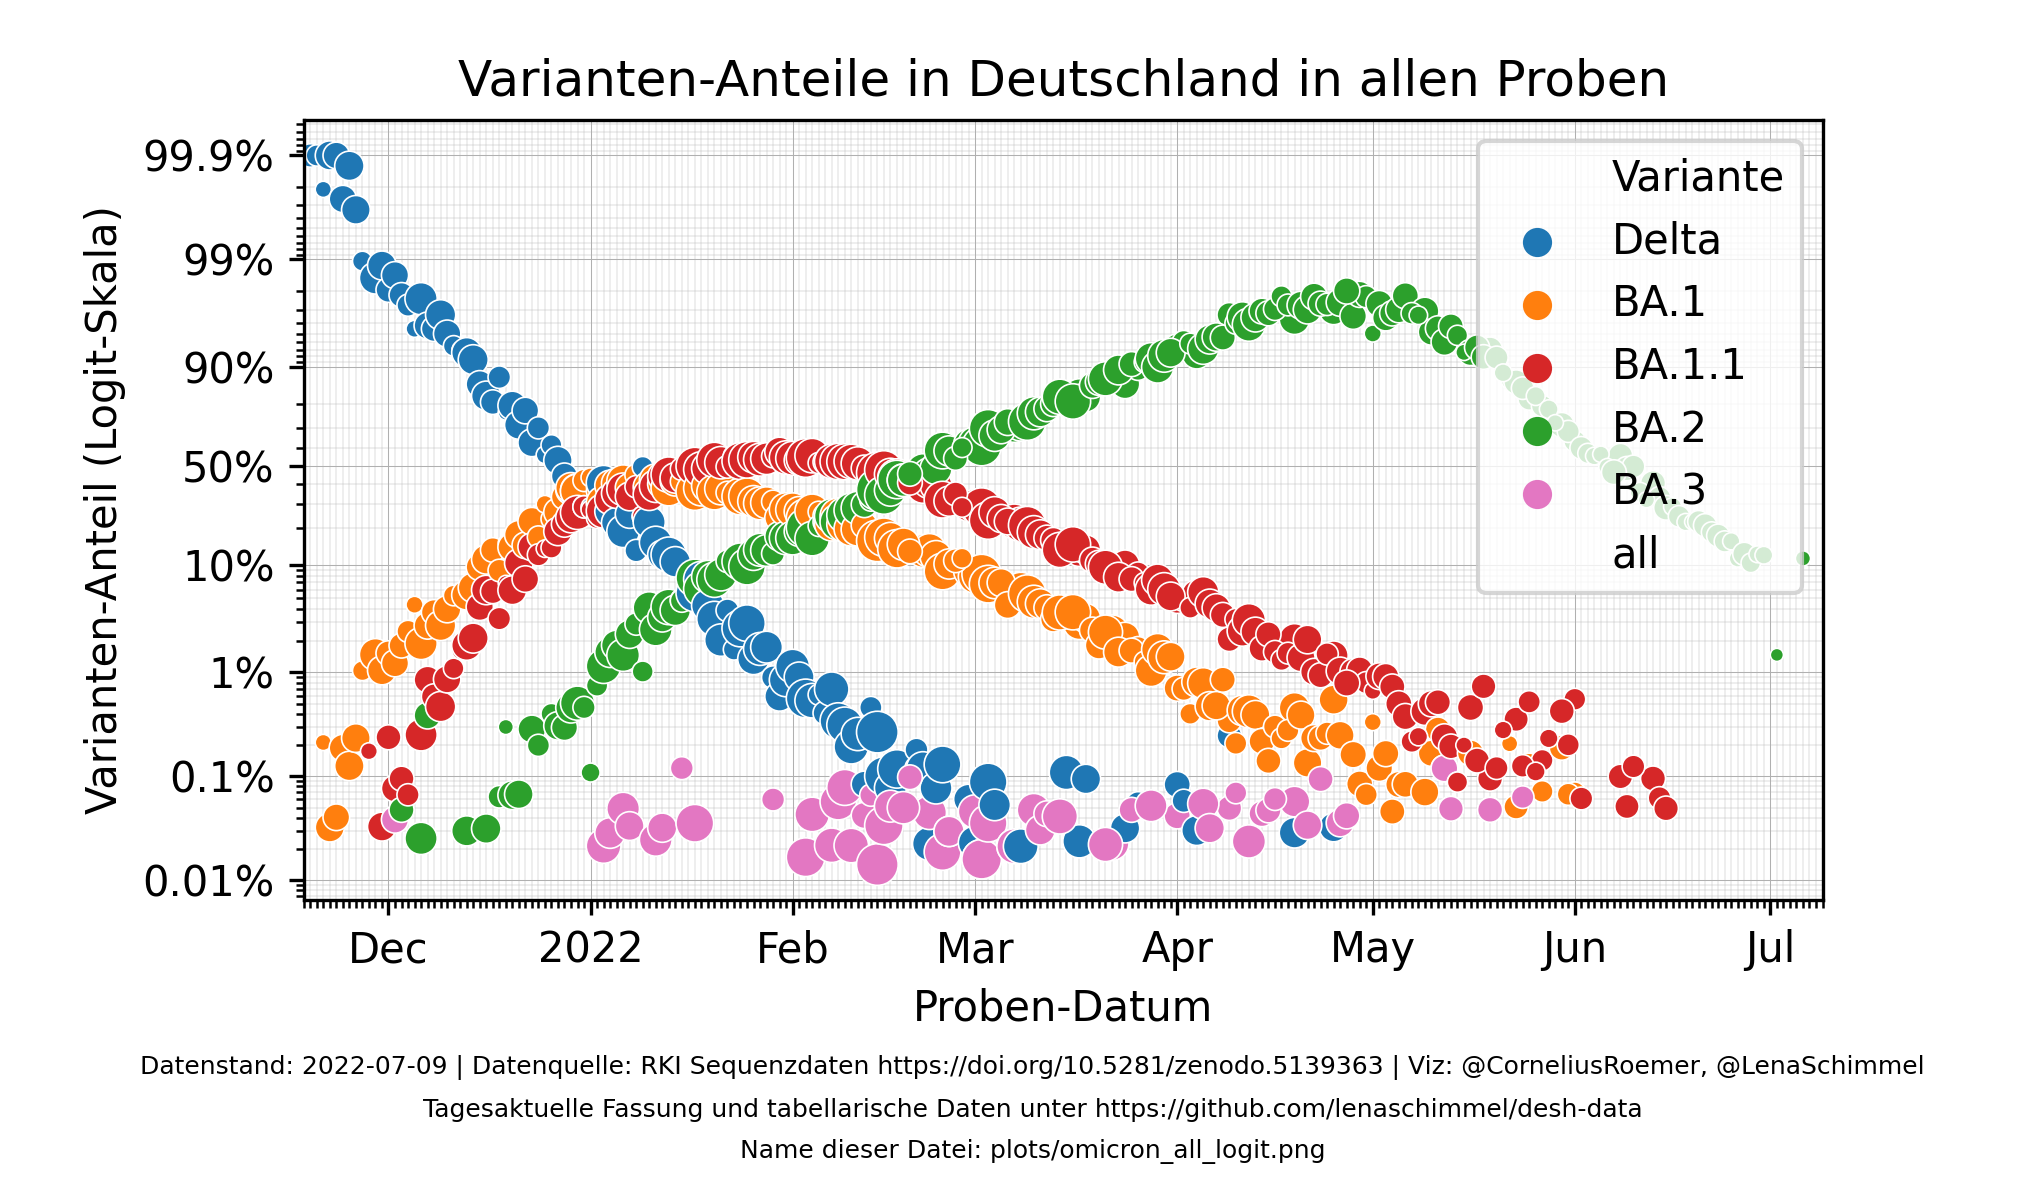 Varianten-Anteile in Deutschland in allen Proben
Varianten-Anteil (Logit-Skala)
99.9%
99%
90%
50%
10%
1%
0.1%
0.01%
Variante
Delta
BA.1
BA.1.1
BA.2
BA.3
all
Dec
2022
Feb
Mar
Apr
May
Jun
Jul
Proben-Datum
Datenstand: 2022-07-09 | Datenquelle: RKI Sequenzdaten https://doi.org/10.5281/zenodo.5139363 | Viz: @CorneliusRoemer, @LenaSchimmel
Tagesaktuelle Fassung und tabellarische Daten unter https://github.com/lenaschimmel/desh-data
Name dieser Datei: plots/omicron_all_logit.png